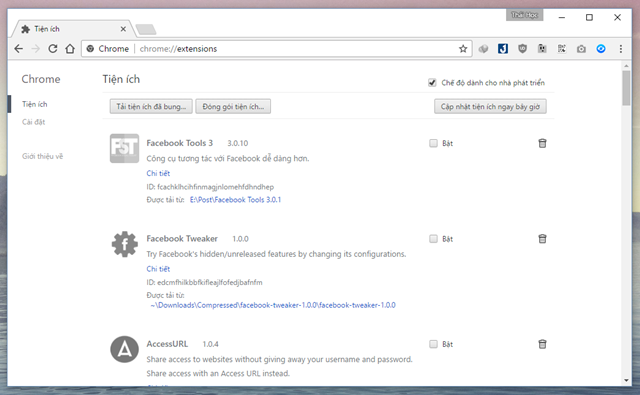 Thái Học
Tiện ích
Chrome chrome://extensions
Chrome
Tiện ích
Chế độ dành cho nhà phát triển
Tiện ích
Cài đặt
Giới thiệu về
Tải tiện ích đã bung...
Đóng gói tiện ích...
Cập nhật tiện ích ngay bây giờ
FST
Facebook Tools 3 3.0.10
Bật
Công cụ tương tác với Facebook dễ dàng hơn.
Chi tiết
ID: fcachklhcihfinmagjnlomehfdhndhep
Được tải từ: E:\Post\Facebook Tools 3.0.1
Facebook Tweaker 1.0.0
Bật
Try Facebook's hidden/unreleased features by changing its configurations.
Chi tiết
ID: edcmfhilkbbfkifleajlfofedjbafnfm
Được tải từ:
~\Downloads\Compressed\facebook-tweaker-1.0.0\facebook-tweaker-1.0.0
AccessURL 1.0.4
Bật
Share access to websites without giving away your username and password.
Share access with an Access URL instead.